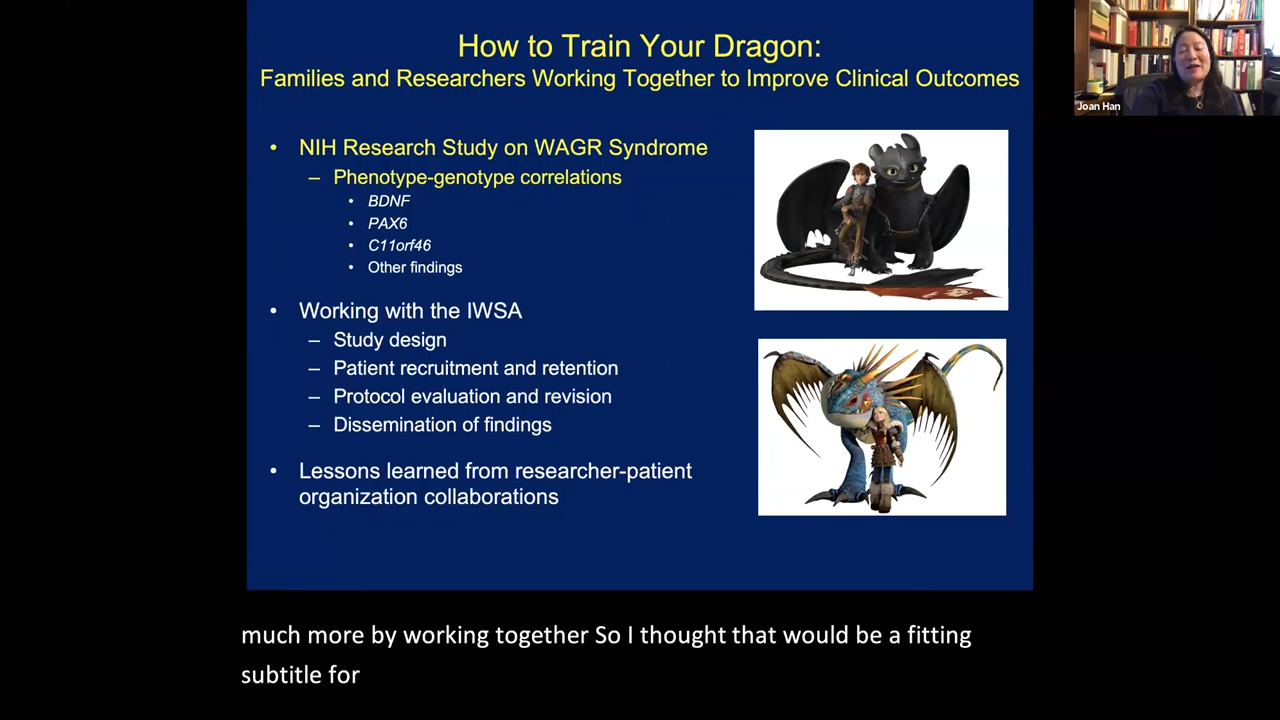 How to Train Your Dragon:
Families and Researchers Working Together to Improve Clinical Outcomes
• NIH Research Study on WAGR Syndrome
– Phenotype-genotype correlations
• BDNF
• PAX6
• C11orf46
• Other findings
• Working with the IWSA
– Study design
– Patient recruitment and retention
– Protocol evaluation and revision
– Dissemination of findings
• Lessons learned from researcher-patient
organization collaborations
Joan Han
much more by working together So I thought that would be a fitting
subtitle for